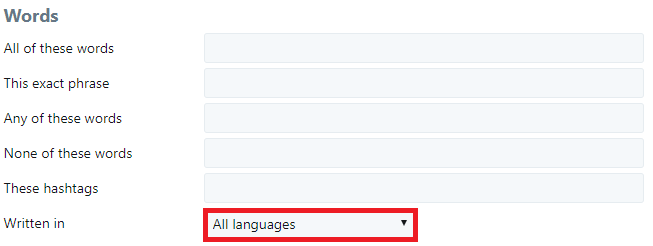 Words
All of these words
This exact phrase
Any of these words
None of these words
These hashtags
Written in All languages